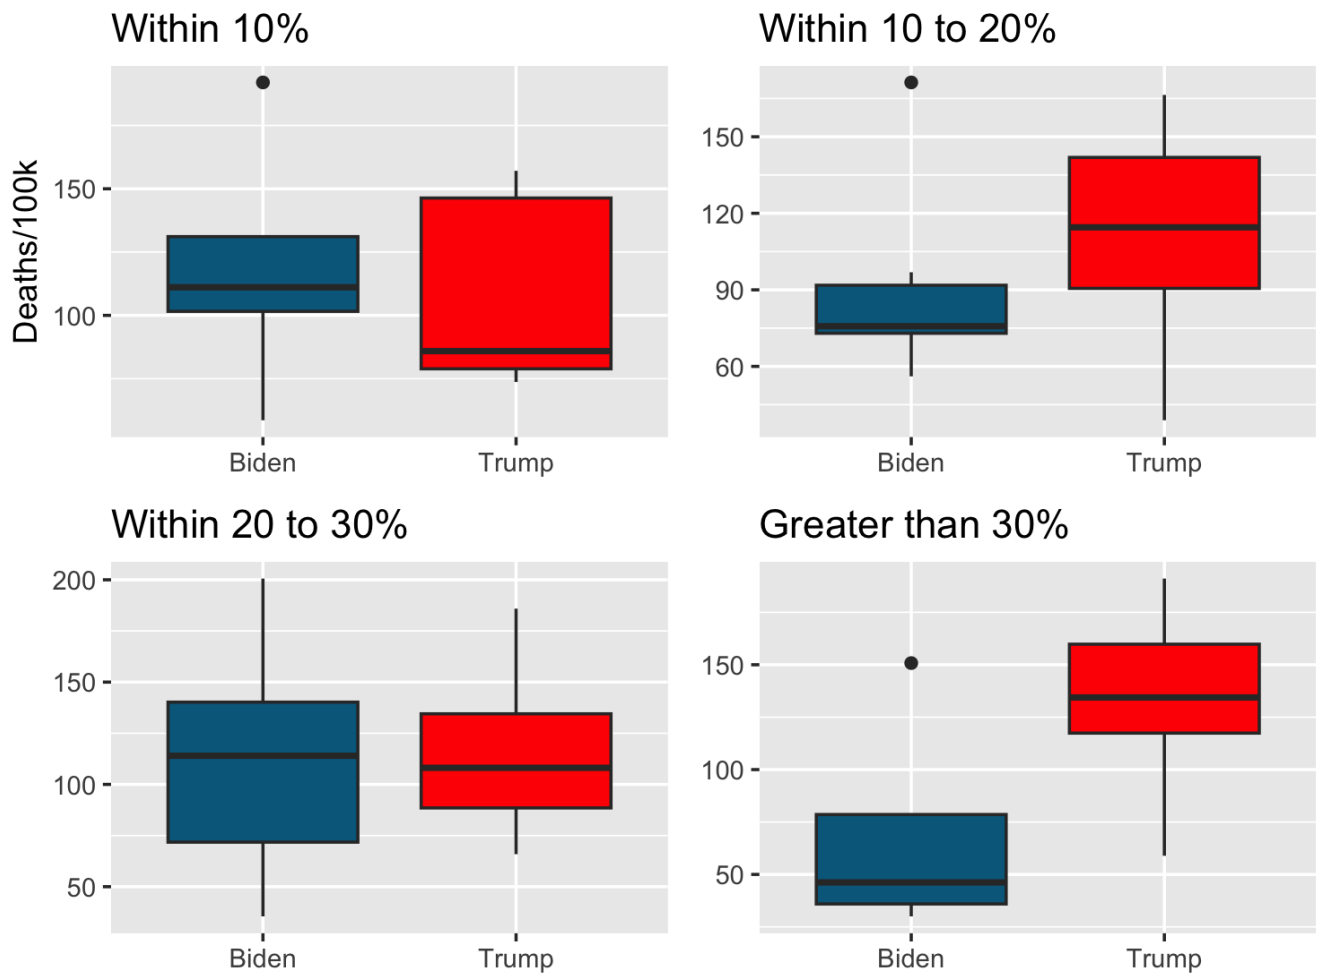 Within 10%
Within 10 to 20%
Deaths/100k
150
100
Biden
Trump
150
120
90
60
Biden
Trump
Within 20 to 30%
Greater than 30%
200
150
100
50
Biden
Trump
150
100
50
Biden
Trump